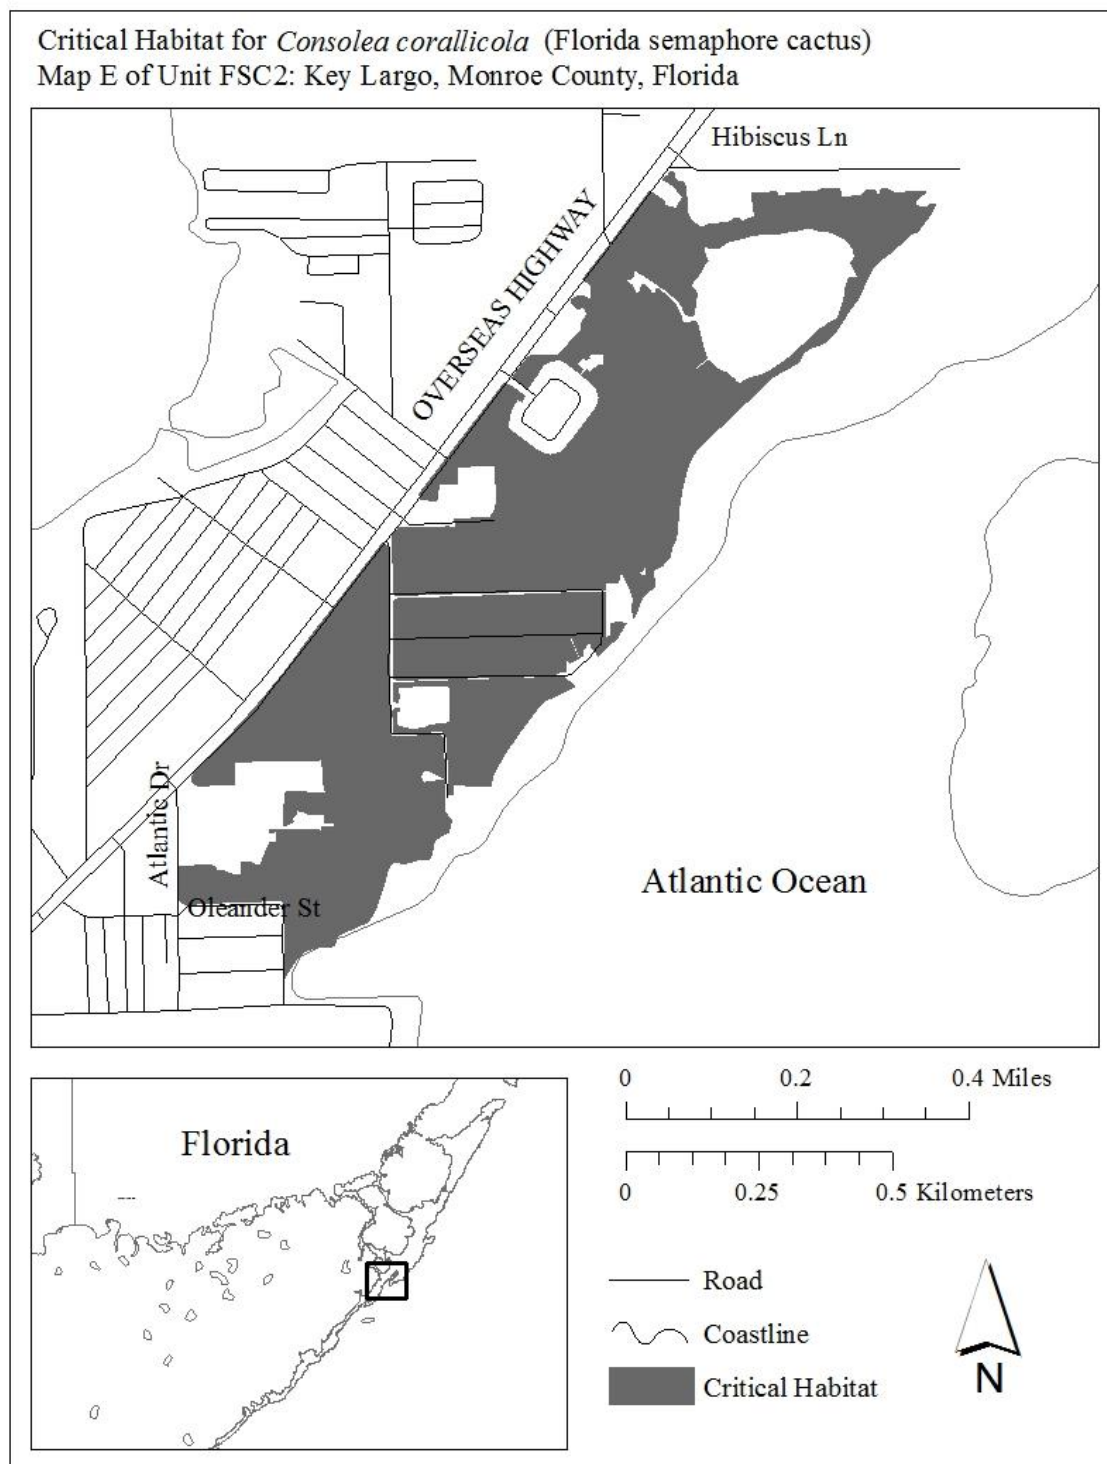 Critical Habitat for Consolea corallicola (Florida semaphore cactus)
Map E of Unit FSC2: Key Largo, Monroe County, Florida
Hibiscus Ln
OVERSEAS HIGHWAY
Atlantic Dr
Atlantic Ocean
Oleander St
Florida
0 0.2 0.4 Miles
0 0.25 0.5 Kilometers
Road
Coastline
Critical Habitat
N